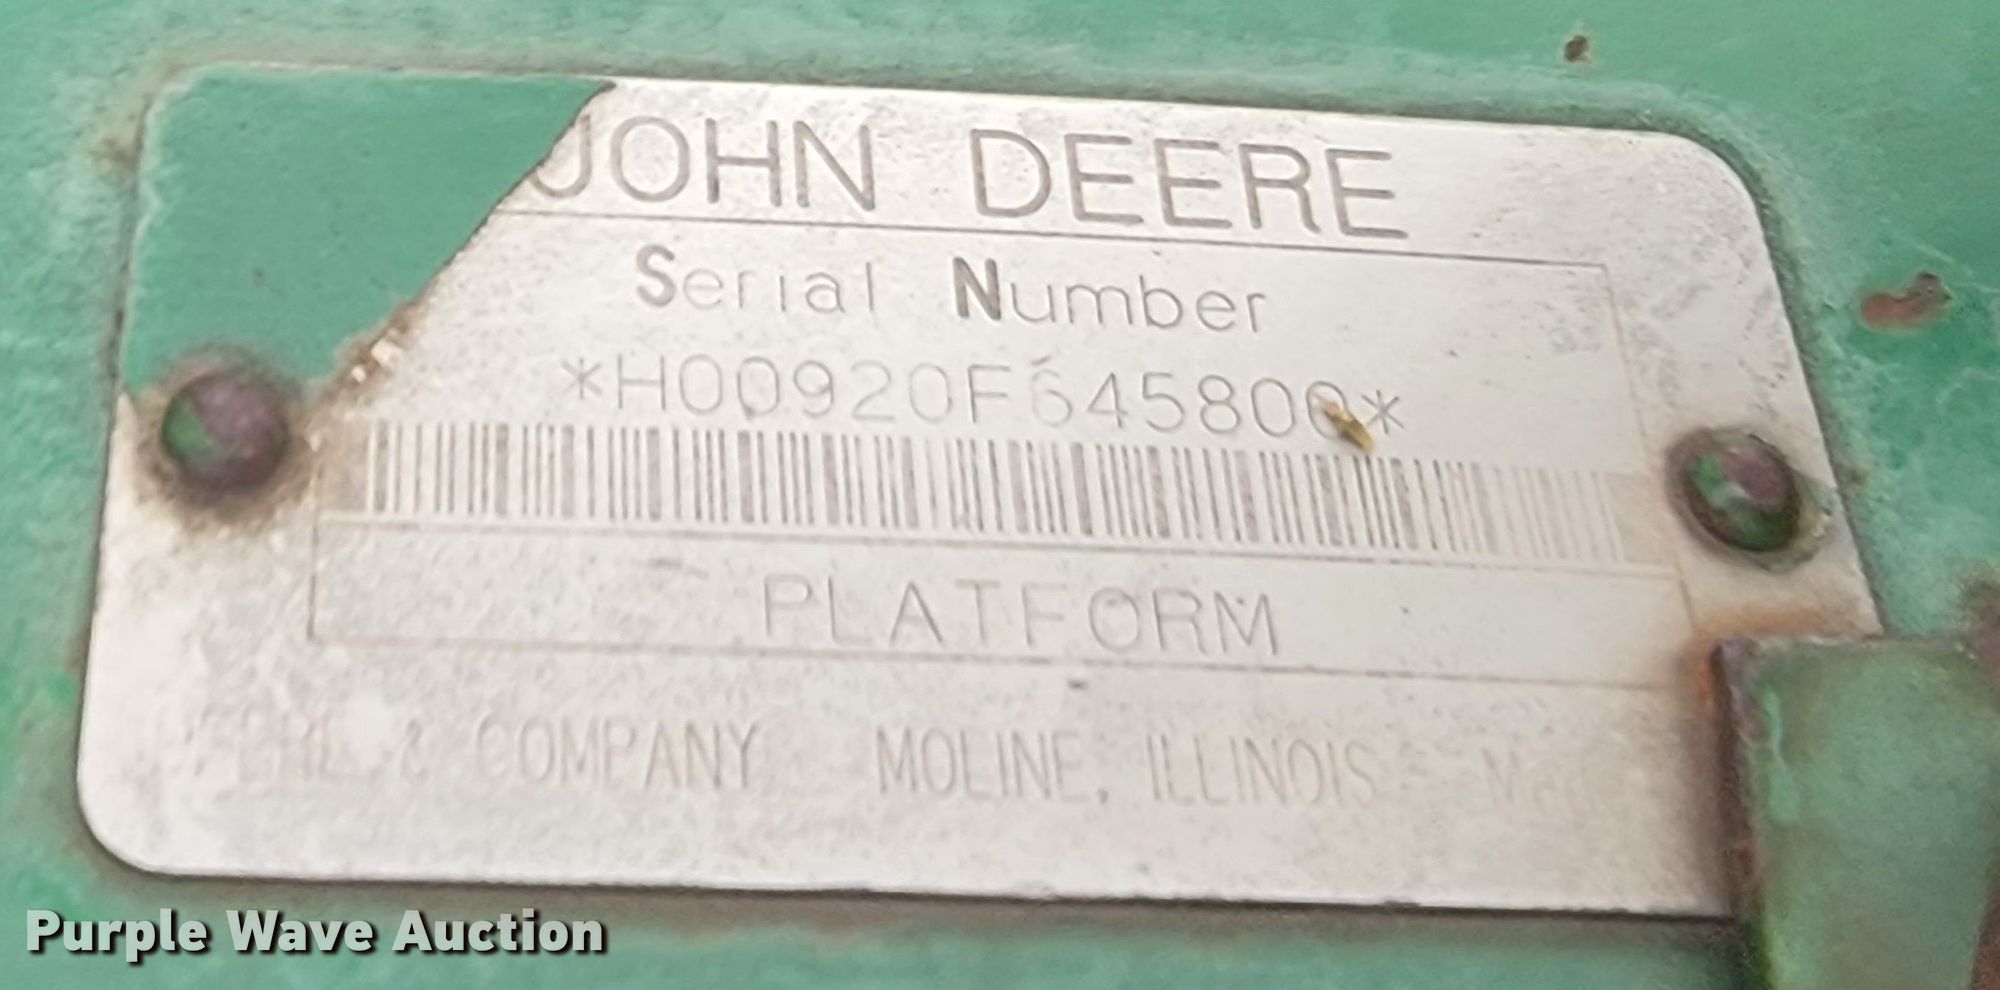 JOHN DEERE
Serial Number
*H00920F645800*
PLATFORM
& COMPANY MOLINE, ILLINOIS
Purple Wave Auction